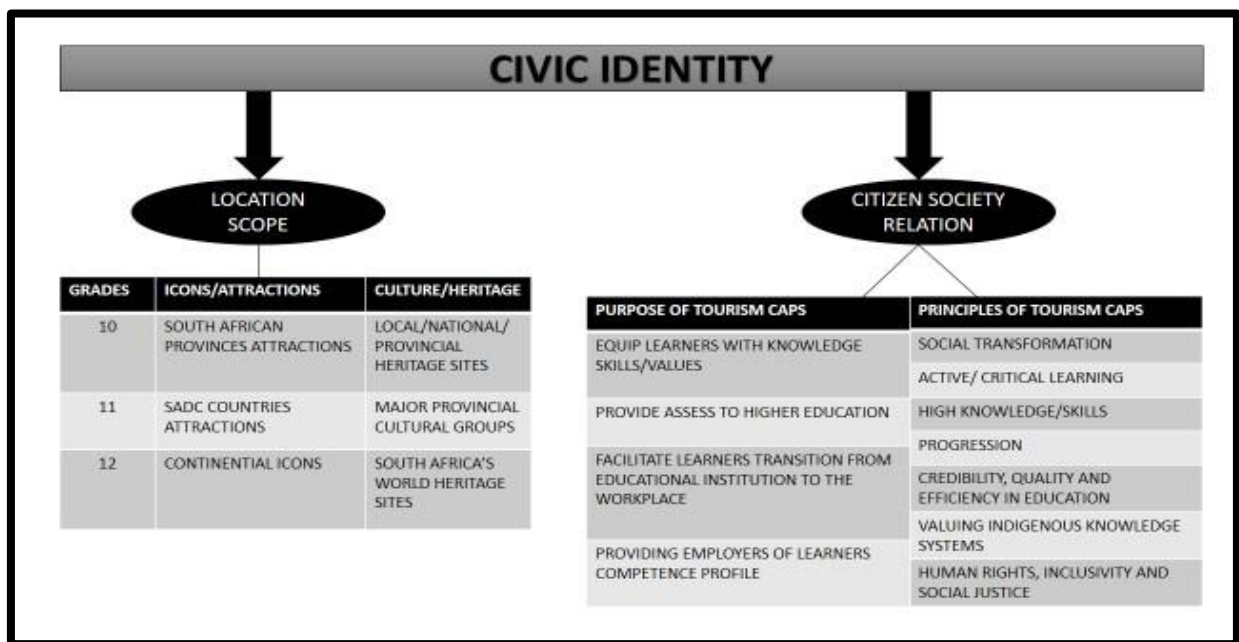 CIVIC IDENTITY
LOCATION
SCOPE
GRADES ICONS/ATTRACTIONS CULTURE/HERITAGE
10 SOUTH AFRICAN
PROVINCES ATTRACTIONS
LOCAL/NATIONAL/
PROVINCIAL
HERITAGE SITES
11 SADC COUNTRIES
ATTRACTIONS
MAJOR PROVINCIAL
CULTURAL GROUPS
12 CONTINENTIAL ICONS
SOUTH AFRICA'S
WORLD HERITAGE
SITES
CITIZEN SOCIETY
RELATION
PURPOSE OF TOURISM CAPS
EQUIP LEARNERS WITH KNOWLEDGE
SKILLS/VALUES
PROVIDE ASSESS TO HIGHER EDUCATION
FACILITATE LEARNERS TRANSITION FROM
EDUCATIONAL INSTITUTION TO THE
WORKPLACE
PROVIDING EMPLOYERS OF LEARNERS
COMPETENCE PROFILE
PRINCIPLES OF TOURISM CAPS
SOCIAL TRANSFORMATION
ACTIVE/ CRITICAL LEARNING
HIGH KNOWLEDGE/SKILLS
PROGRESSION
CREDIBILITY, QUALITY AND
EFFICIENCY IN EDUCATION
VALUING INDIGENOUS KNOWLEDGE
SYSTEMS
HUMAN RIGHTS, INCLUSIVITY AND
SOCIAL JUSTICE